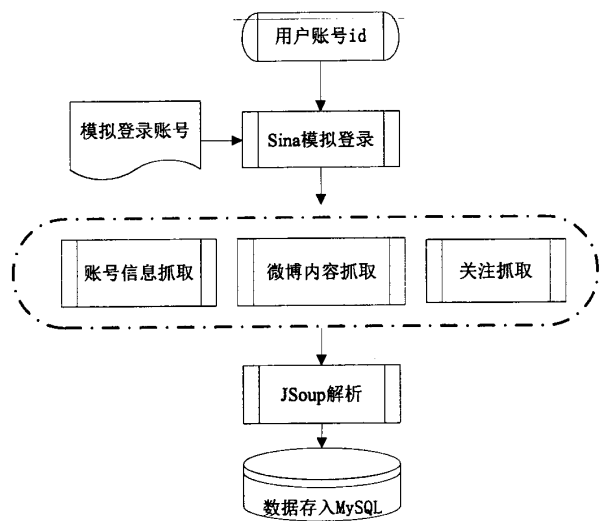 用户账号id
模拟登录账号
Sina模拟登录
账号信息抓取
微博内容抓取
关注抓取
JSoup解析
数据存入MySQL